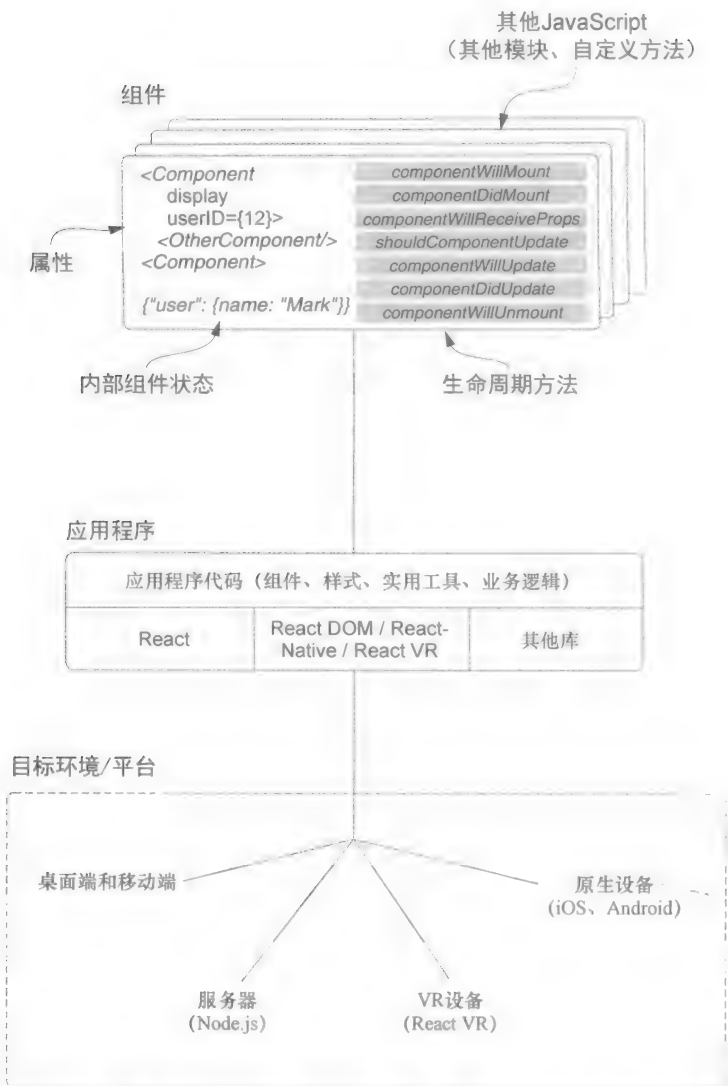 其他JavaScript
（其他模块、自定义方法）
组件
<Component
display
userID={12}>
<OtherComponent/>
<Component>
{"user": {name: "Mark"}}
componentWillMount
componentDidMount
componentWillReceiveProps
shouldComponentUpdate
componentWillUpdate
componentDidUpdate
componentWillUnmount
属性
内部组件状态
生命周期方法
应用程序
应用程序代码（组件、样式、实用工具、业务逻辑）
React
React DOM / React-
Native / React VR
其他库
目标环境/平台
桌面端和移动端
原生设备
(iOS、Android)
服务器
(Node.js)
VR设备
(React VR)